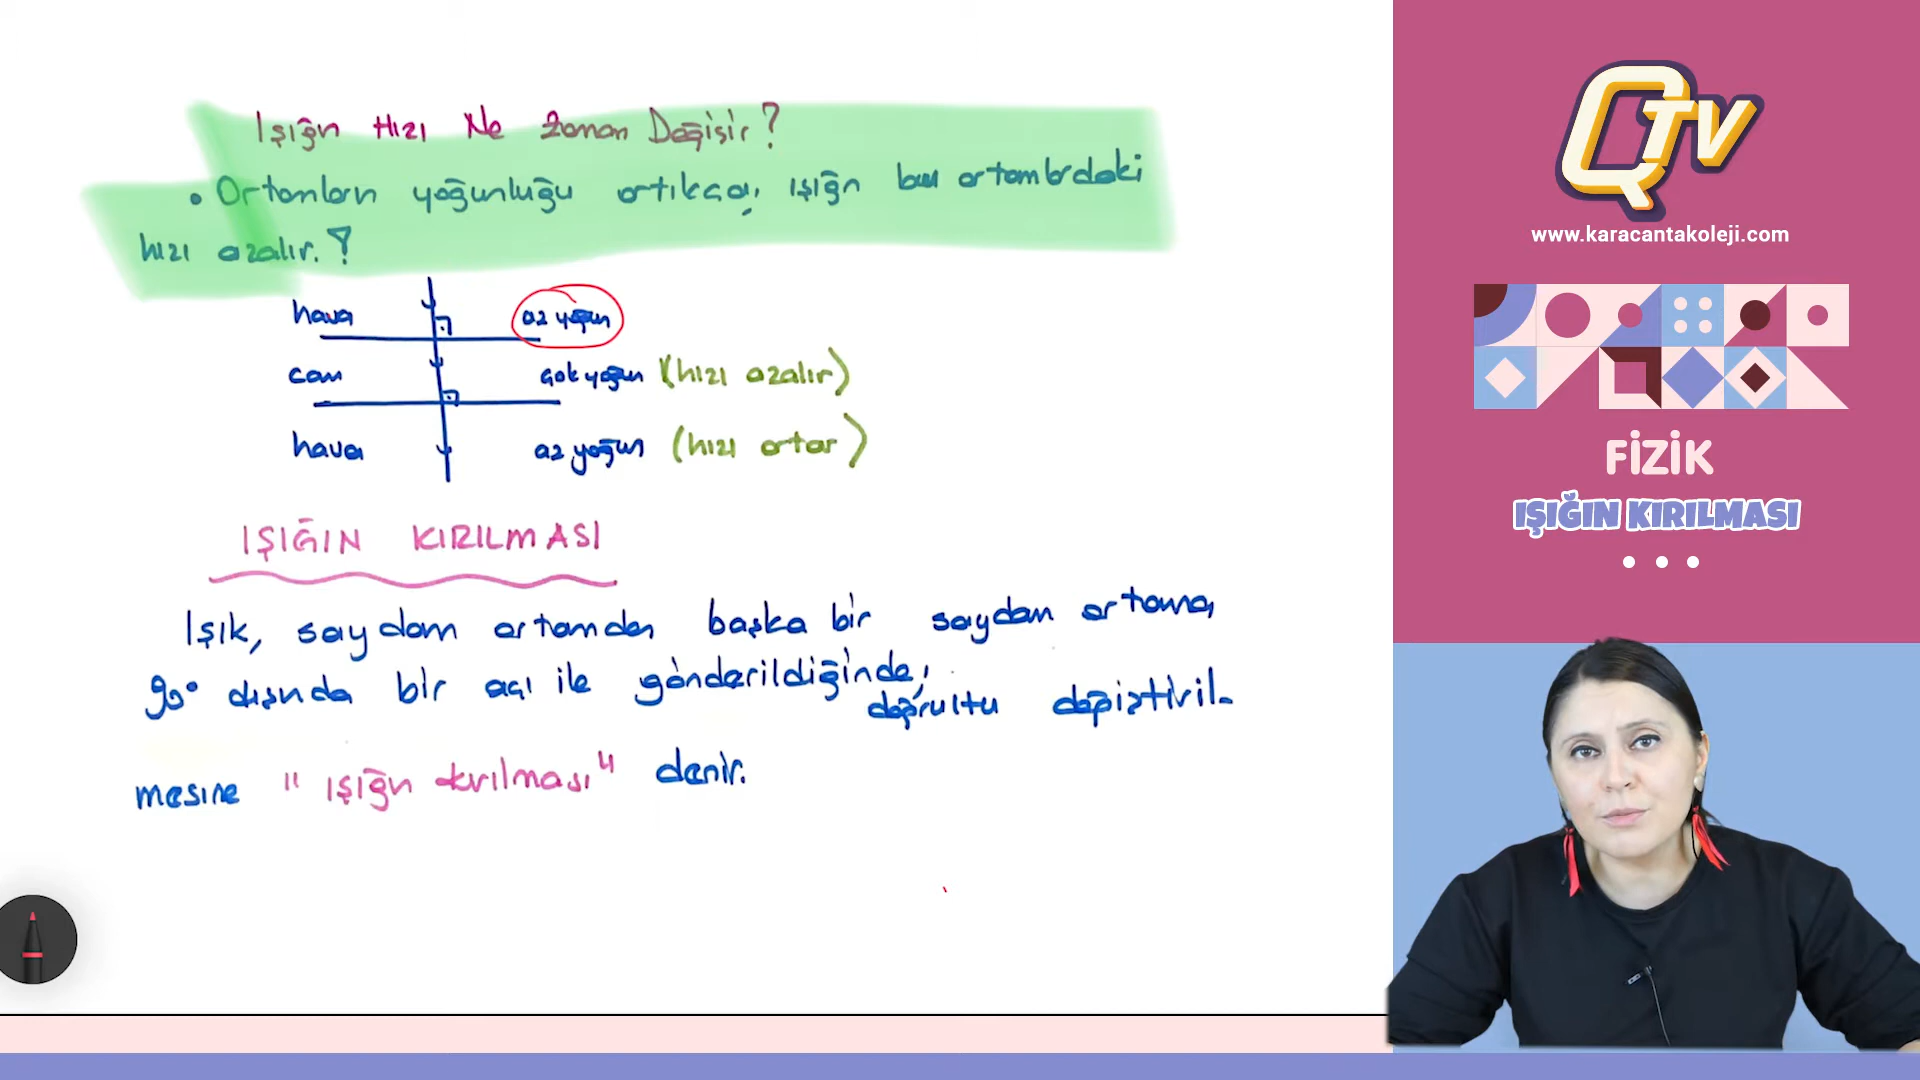 Işığın Hızı Ne Zaman Değişir?
• Ortamların yoğunluğu artıkça, ışığın bu ortamlardaki
hızı azalır.
hava az yoğun
cam çok yoğun (hızı azalır)
hava az yoğun (hızı artar)
IŞIĞIN KIRILMASI
Işık, saydam ortamdan başka bir saydam ortama,
90° dışında bir açı ile gönderildiğinde, doğrultu değiştiril-
mesine "ışığın kırılması" denir.
QTV
www.karacantakoleji.com
FİZİK
IŞIĞIN KIRILMASI